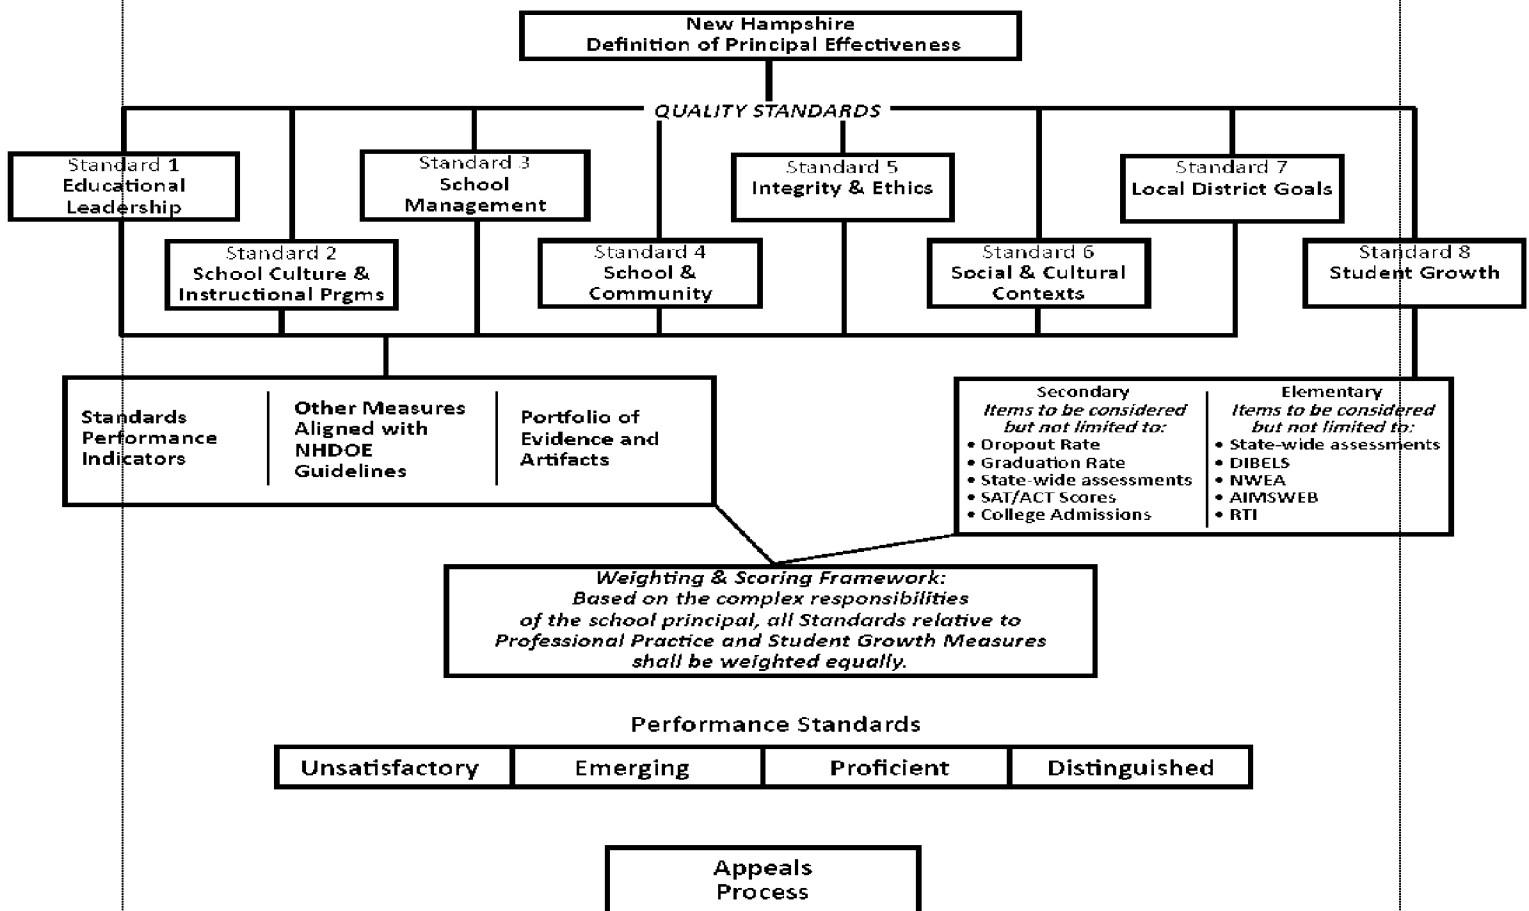 New Hampshire
Definition of Principal Effectiveness
QUALITY STANDARDS
Standard 1
Educational
Leadership
Standard 2
School Culture &
Instructional Prgms
Standard 3
School
Management
Standard 4
School &
Community
Standard 5
Integrity & Ethics
Standard 6
Social & Cultural
Contexts
Standard 7
Local District Goals
Standard 8
Student Growth
Standards
Performance
Indicators
Other Measures
Aligned with
NHDOE
Guidelines
Portfolio of
Evidence and
Artifacts
Secondary
Items to be considered
but not limited to:
• Dropout Rate
• Graduation Rate
• State-wide assessments
• SAT/ACT Scores
• College Admissions
Elementary
Items to be considered
but not limited to:
• State-wide assessments
• DIBELS
• NWEA
• AIMSWEB
• RTI
Weighting & Scoring Framework:
Based on the complex responsibilities
of the school principal, all Standards relative to
Professional Practice and Student Growth Measures
shall be weighted equally.
Performance Standards
Unsatisfactory
Emerging
Proficient
Distinguished
Appeals
Process